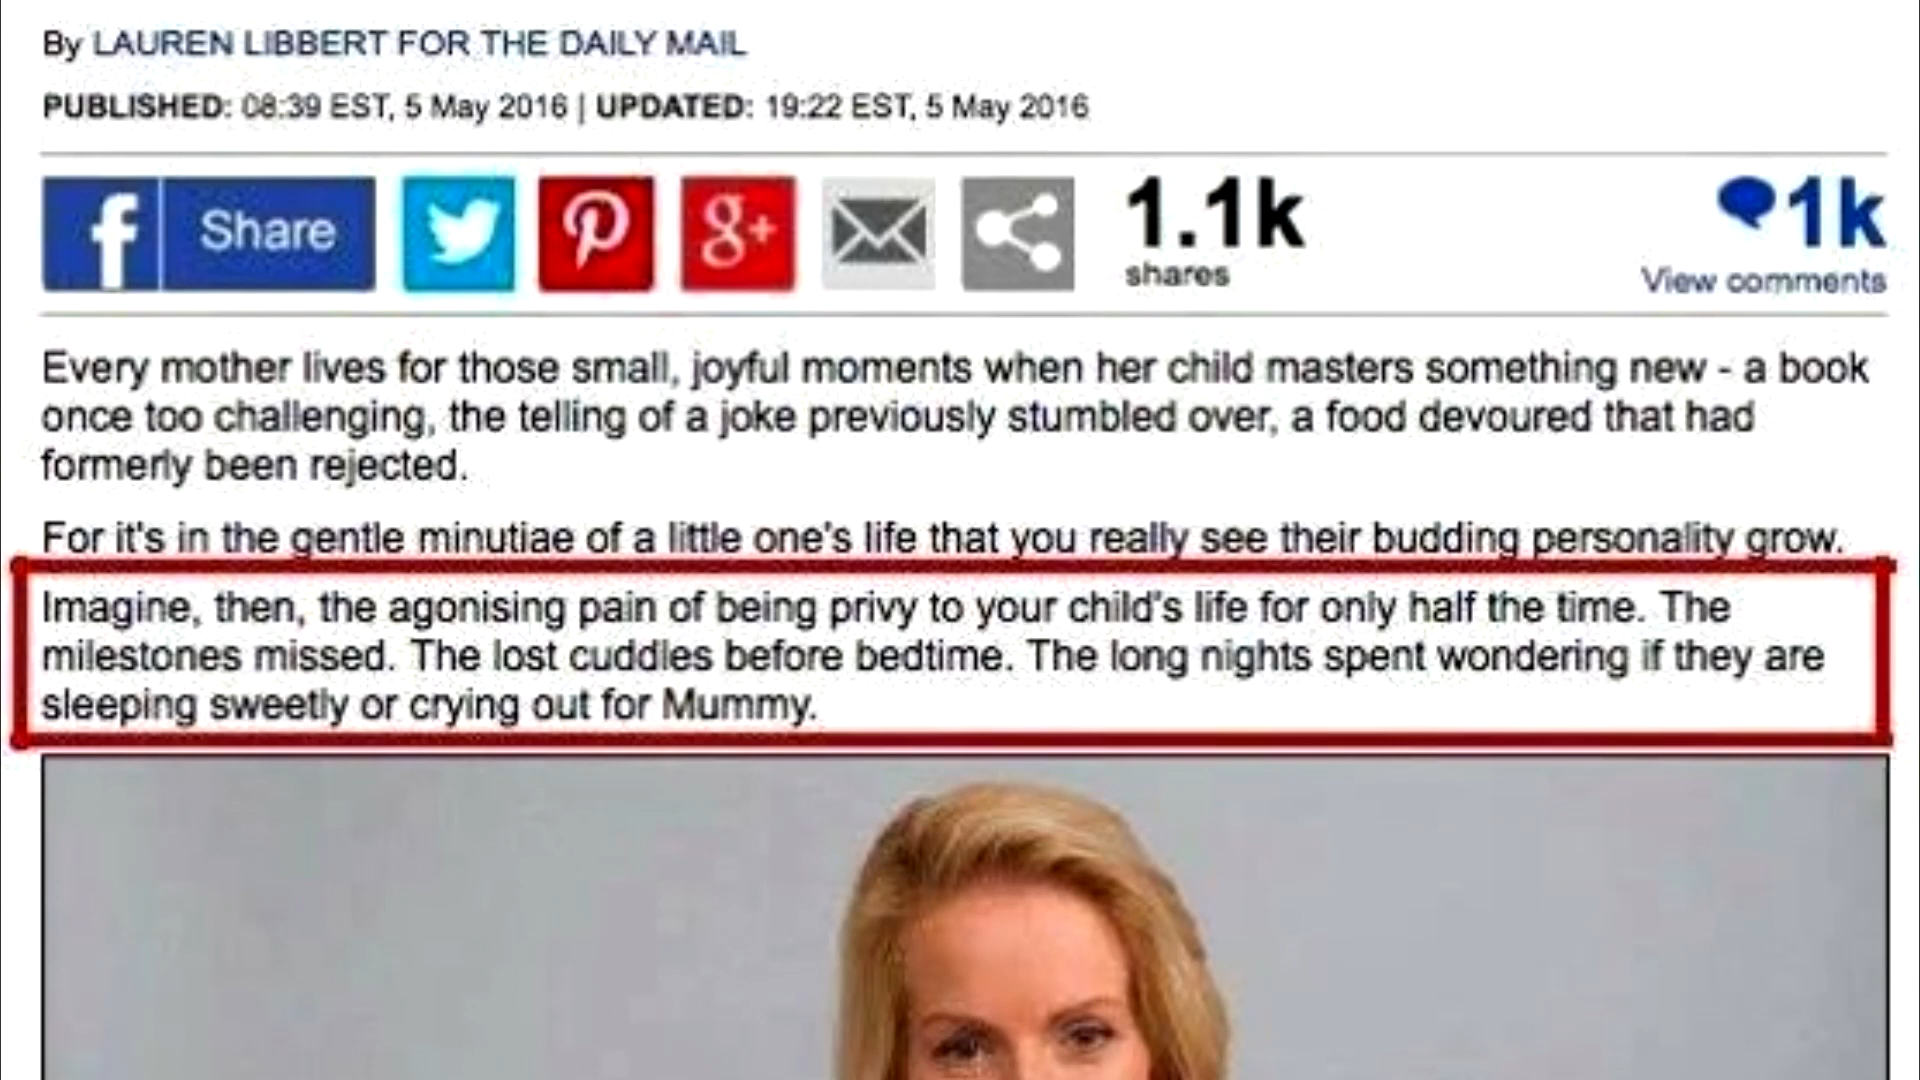 By LAUREN LIBBERT FOR THE DAILY MAIL
PUBLISHED: 08:39 EST, 5 May 2016 | UPDATED: 19:22 EST, 5 May 2016
f Share g+ 1.1k 1k
shares View comments
Every mother lives for those small, joyful moments when her child masters something new - a book
once too challenging, the telling of a joke previously stumbled over, a food devoured that had
formerly been rejected.
For it's in the gentle minutiae of a little one's life that you really see their budding personality grow.
Imagine, then, the agonising pain of being privy to your child's life for only half the time. The
milestones missed. The lost cuddles before bedtime. The long nights spent wondering if they are
sleeping sweetly or crying out for Mummy.